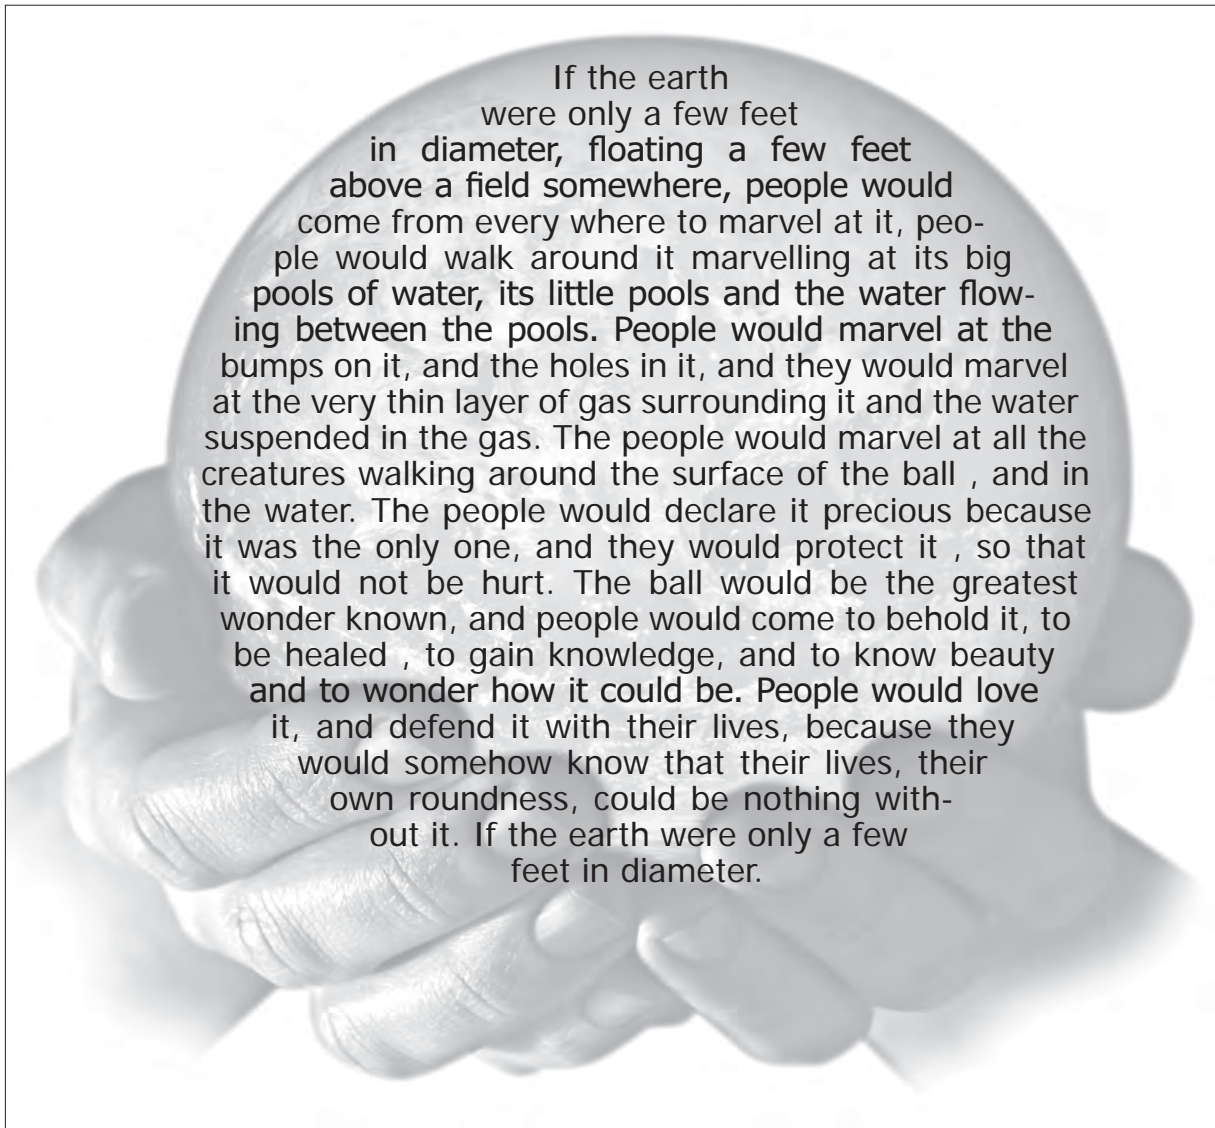 If the earth
were only a few feet
in diameter, floating a few feet
above a field somewhere, people would
come from every where to marvel at it, peo-
ple would walk around it marvelling at its big
pools of water, its little pools and the water flow-
ing between the pools. People would marvel at the
bumps on it, and the holes in it, and they would marvel
at the very thin layer of gas surrounding it and the water
suspended in the gas. The people would marvel at all the
creatures walking around the surface of the ball , and in
the water. The people would declare it precious because
it was the only one, and they would protect it , so that
it would not be hurt. The ball would be the greatest
wonder known, and people would come to behold it, to
be healed , to gain knowledge, and to know beauty
and to wonder how it could be. People would love
it, and defend it with their lives, because they
would somehow know that their lives, their
own roundness, could be nothing with-
out it. If the earth were only a few
feet in diameter.